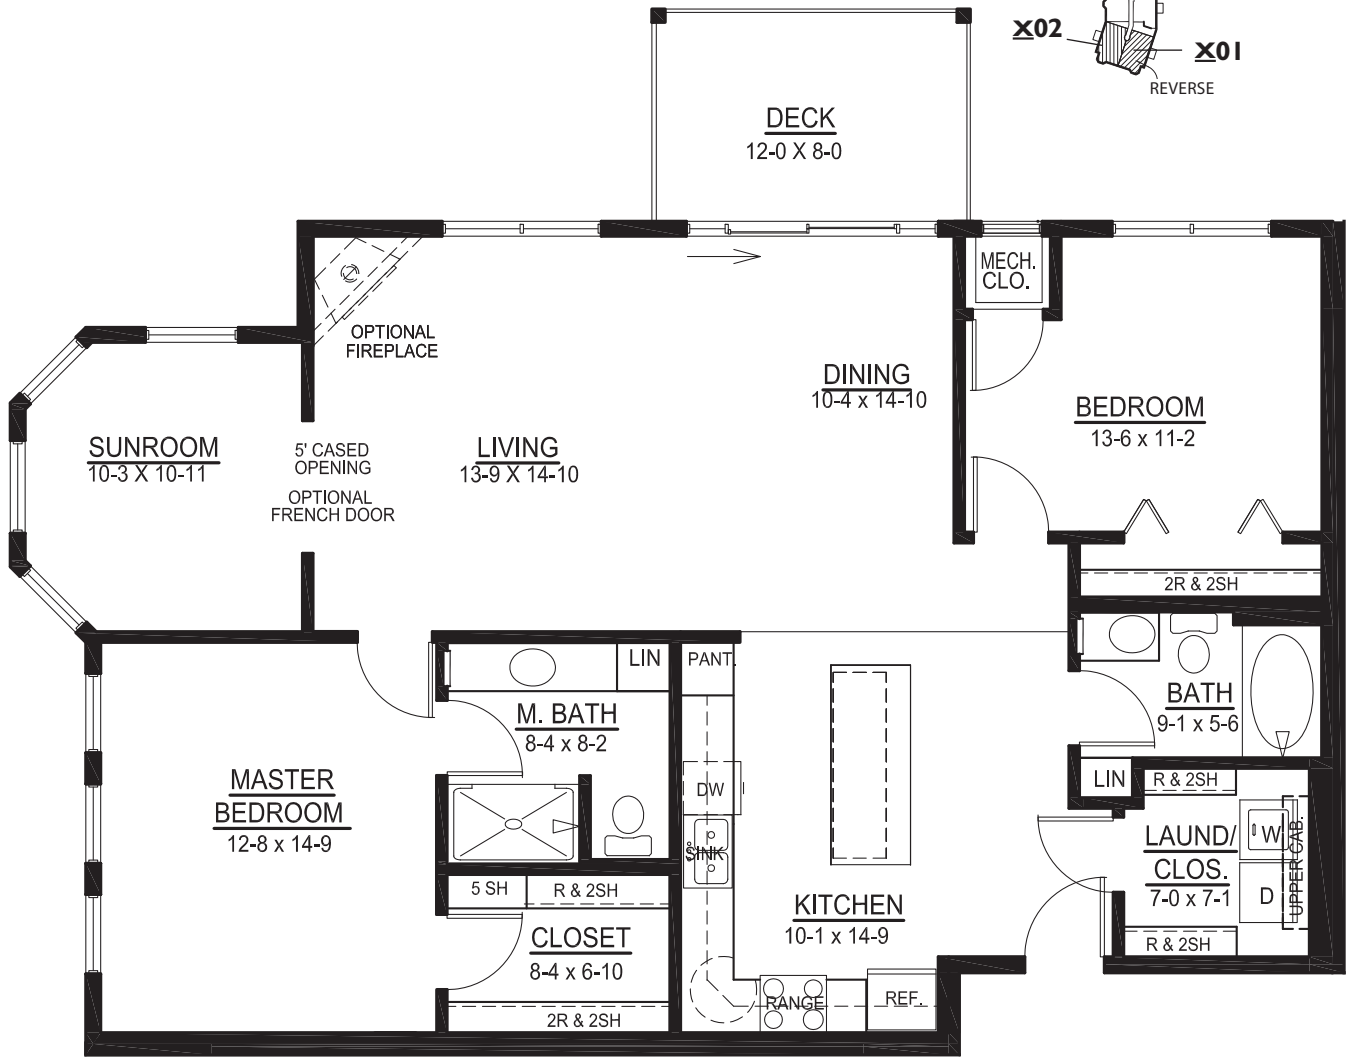 X02
X01
REVERSE
DECK
12-0 X 8-0
MECH.
CLO.
OPTIONAL
FIREPLACE
DINING
10-4 x 14-10
BEDROOM
13-6 x 11-2
SUNROOM
10-3 X 10-11
5' CASED
OPENING
OPTIONAL
FRENCH DOOR
LIVING
13-9 X 14-10
2R & 2SH
LIN
PANT.
M. BATH
8-4 x 8-2
BATH
9-1 x 5-6
MASTER
BEDROOM
12-8 x 14-9
DW
SINK
LIN
R & 2SH
LAUND/
CLOS.
7-0 x 7-1
W
D
UPPER CAB.
5 SH
R & 2SH
KITCHEN
10-1 x 14-9
CLOSET
8-4 x 6-10
R & 2SH
2R & 2SH
RANGE
REF.